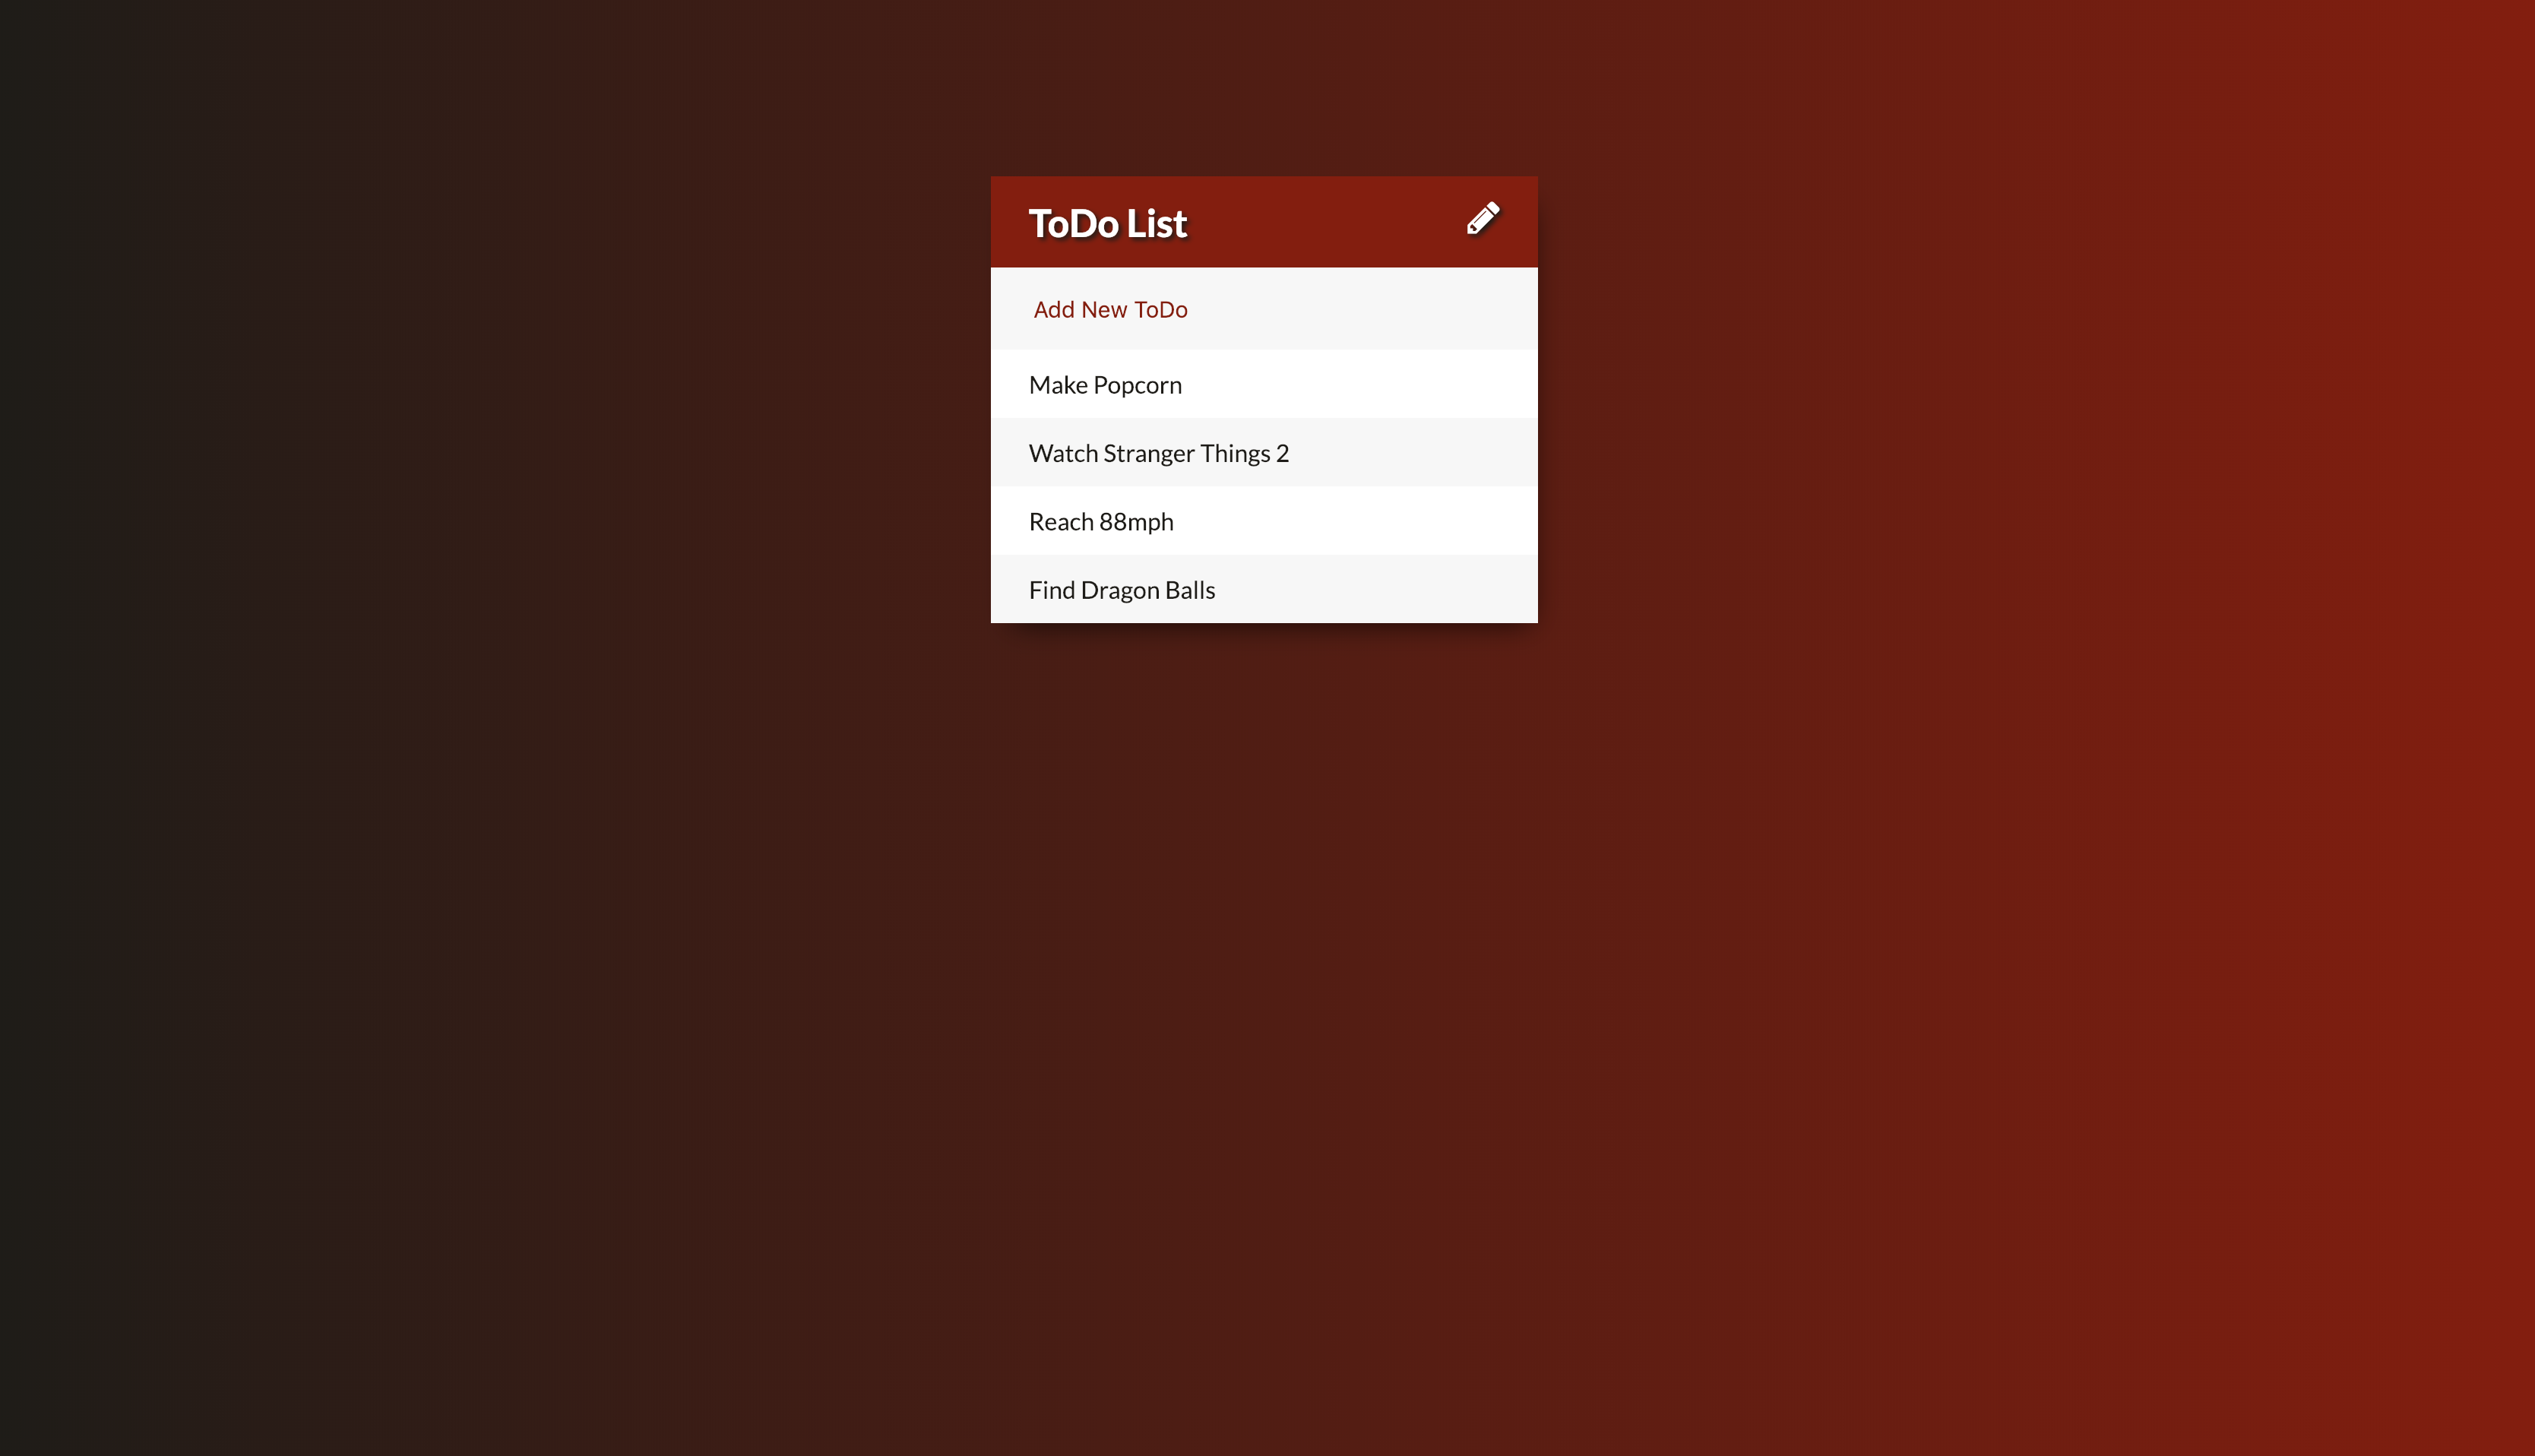 ToDo List
Add New ToDo
Make Popcorn
Watch Stranger Things 2
Reach 88mph
Find Dragon Balls